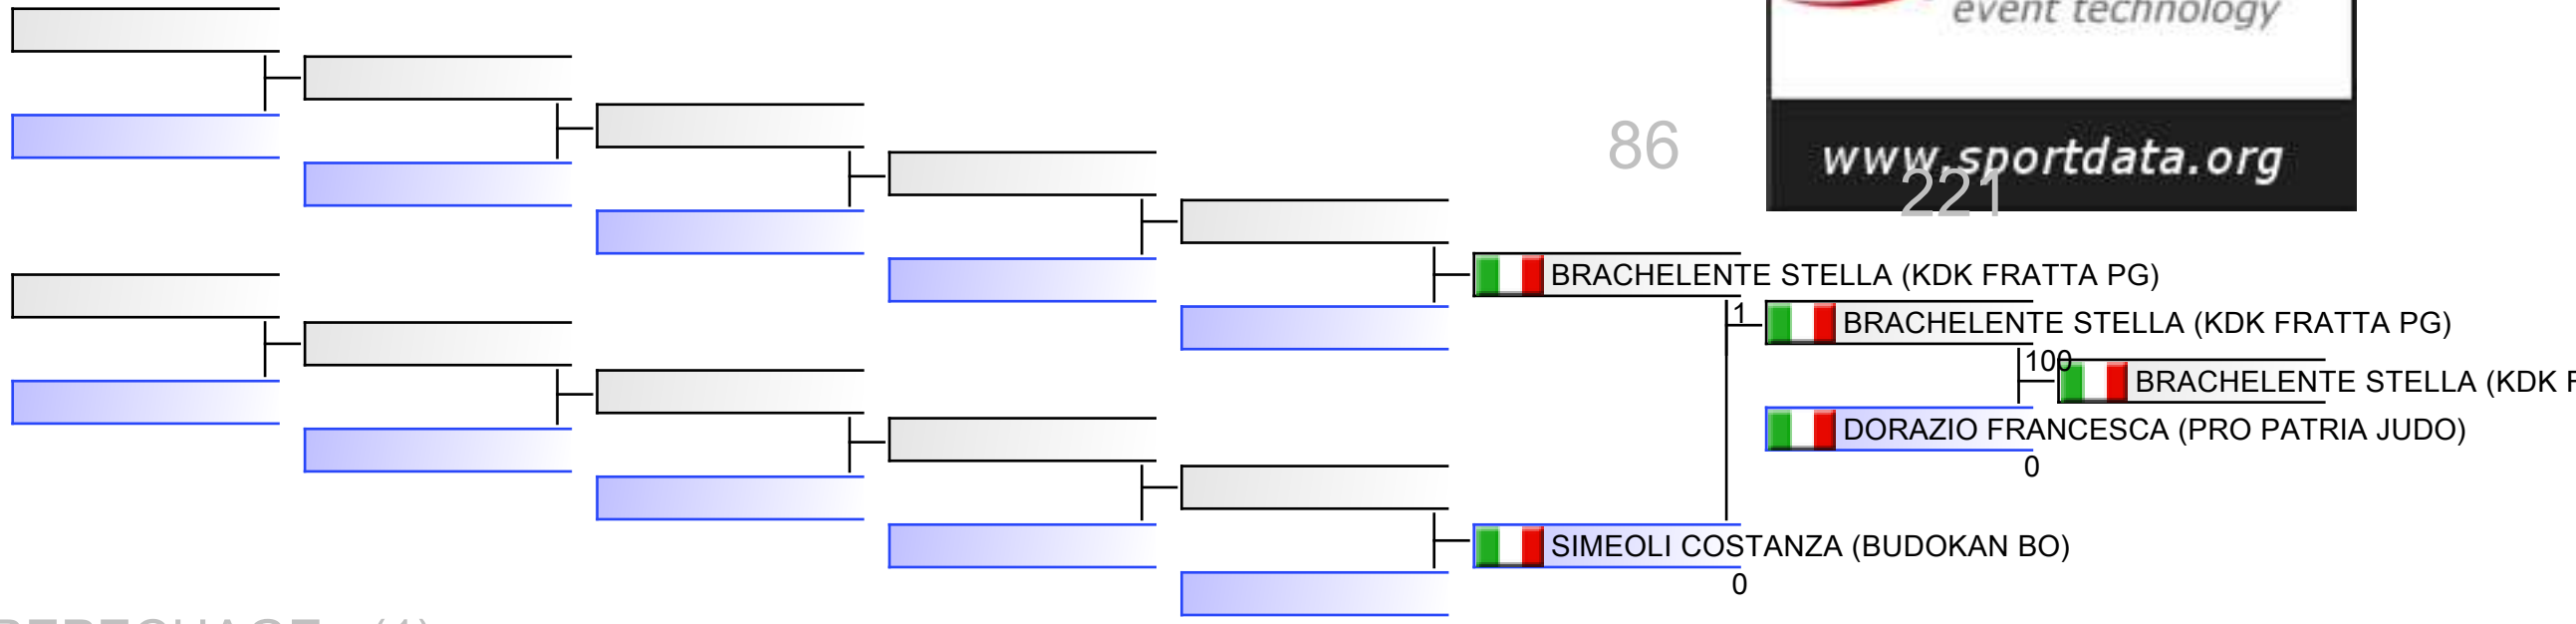 event technology
86
www.sportdata.org
221
BRACHELENTE STELLA (KDK FRATTA PG)
1
BRACHELENTE STELLA (KDK FRATTA PG)
100
BRACHELENTE STELLA (KDK F
DORAZIO FRANCESCA (PRO PATRIA JUDO)
0
SIMEOLI COSTANZA (BUDOKAN BO)
0